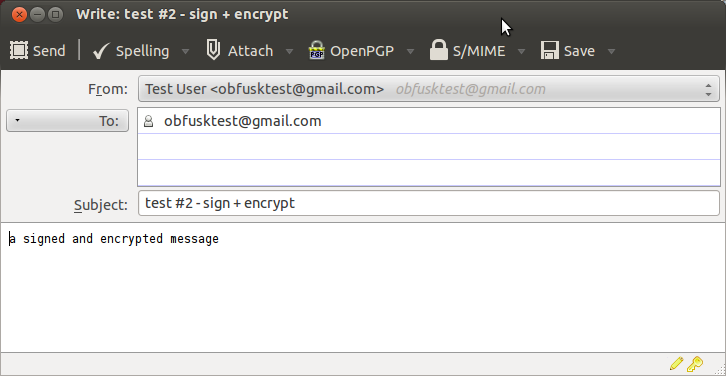 Write: test #2 - sign + encrypt
Send Spelling Attach OpenPGP S/MIME Save
From: Test User <obfusktest@gmail.com> obfusktest@gmail.com
To: obfusktest@gmail.com
Subject: test #2 - sign + encrypt
a signed and encrypted message